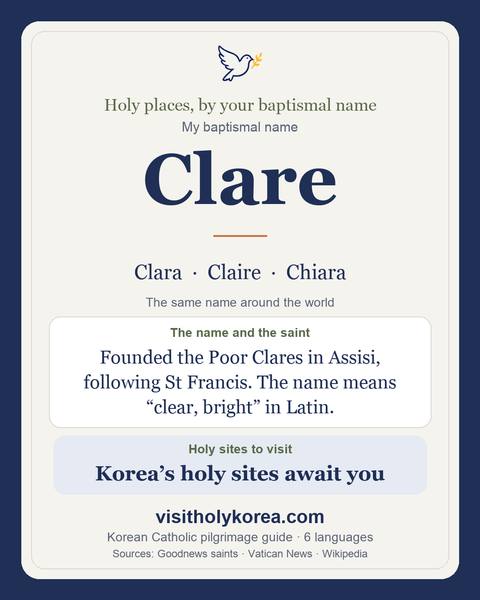 Holy places, by your baptismal name
My baptismal name
Clare
Clara · Claire · Chiara
The same name around the world
The name and the saint
Founded the Poor Clares in Assisi,
following St Francis. The name means
“clear, bright” in Latin.
Holy sites to visit
Korea’s holy sites await you
visitholykorea.com
Korean Catholic pilgrimage guide · 6 languages
Sources: Goodnews saints · Vatican News · Wikipedia